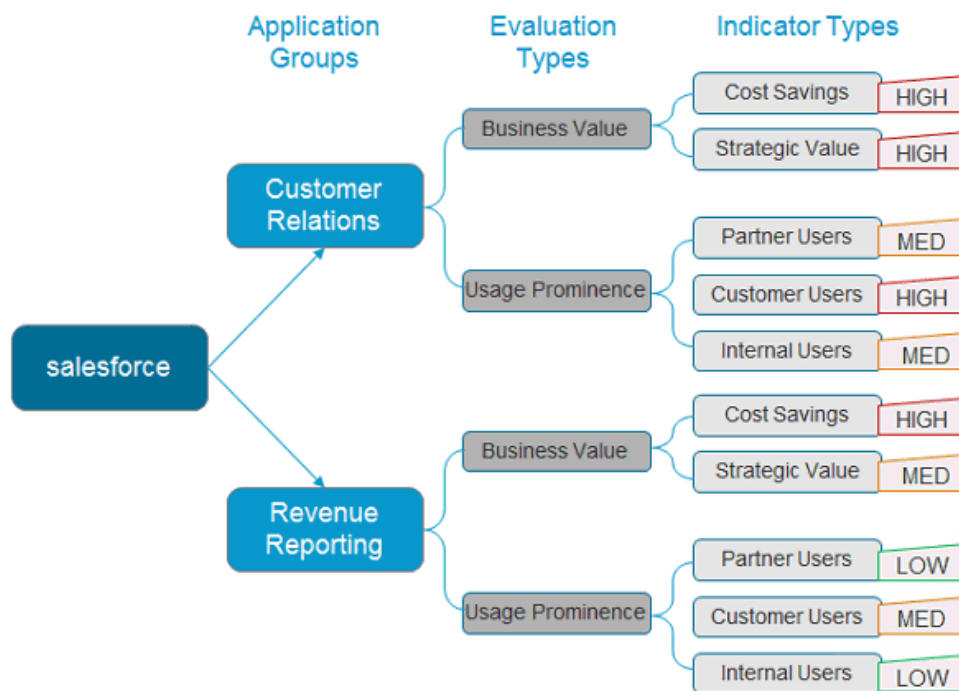 Application
Groups
Evaluation
Types
Indicator Types
salesforce
Customer
Relations
Business Value
Cost Savings HIGH
Strategic Value HIGH
Usage Prominence
Partner Users MED
Customer Users HIGH
Internal Users MED
Revenue
Reporting
Business Value
Cost Savings HIGH
Strategic Value MED
Usage Prominence
Partner Users LOW
Customer Users MED
Internal Users LOW